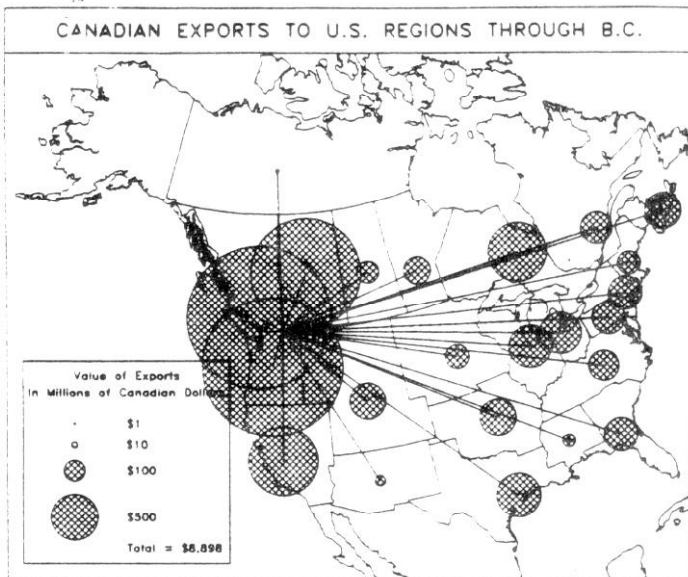 CANADIAN EXPORTS TO U.S. REGIONS THROUGH B.C.
Value of Exports
In Millions of Canadian Dollars
$1
$10
$100
$500
Total = $8,898